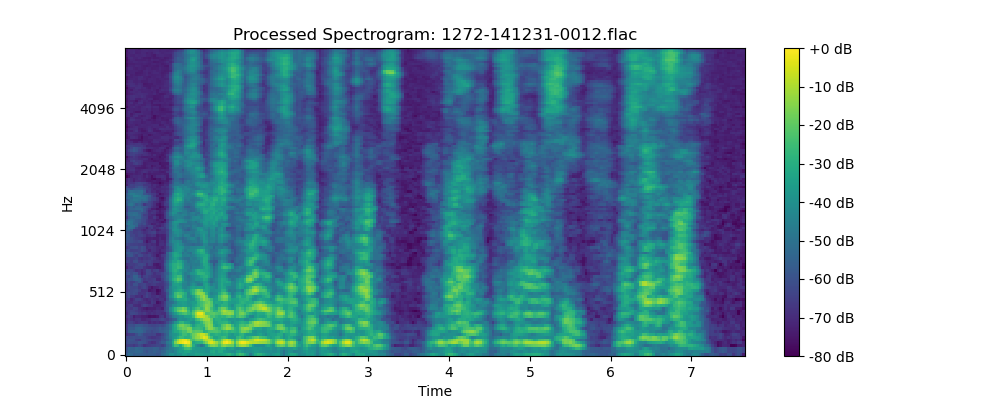 Processed Spectrogram: 1272-141231-0012.flac
Hz
4096
2048
1024
512
0
0 1 2 3 4 5 6 7
Time
+0 dB
-10 dB
-20 dB
-30 dB
-40 dB
-50 dB
-60 dB
-70 dB
-80 dB